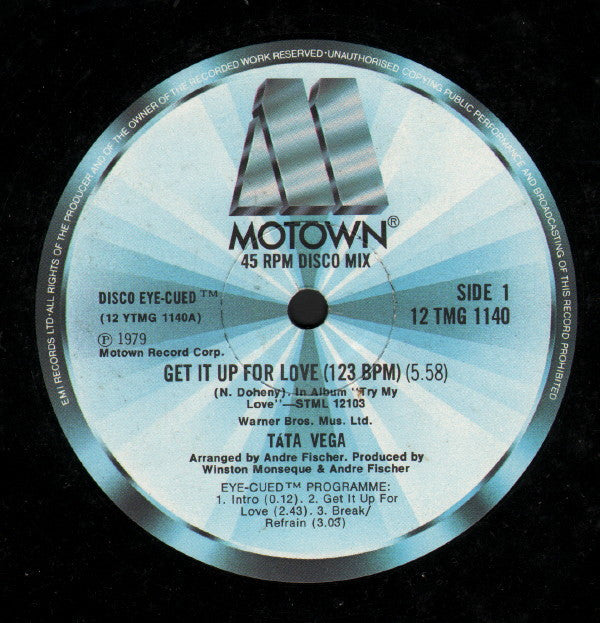 EMI RECORDS LTD·ALL RIGHTS OF THE PRODUCER AND OF THE OWNER OF THE RECORDED WORK RESERVED·UNAUTHORISED COPYING PUBLIC PERFORMANCE AND BROADCASTING OF THIS RECORD PROHIBITED
MOTOWN®
45 RPM DISCO MIX
DISCO EYE-CUED™
(12 YTMG 1140A)
SIDE 1
12 TMG 1140
Ⓟ 1979
Motown Record Corp.
GET IT UP FOR LOVE (123 BPM) (5.58)
(N. Doheny). In Album "Try My
Love"—STML 12103
Warner Bros. Mus. Ltd.
TATA VEGA
Arranged by Andre Fischer. Produced by
Winston Monseque & Andre Fischer
EYE-CUED™ PROGRAMME:
1. Intro (0.12). 2. Get It Up For
Love (2.43). 3. Break/
Refrain (3.03)